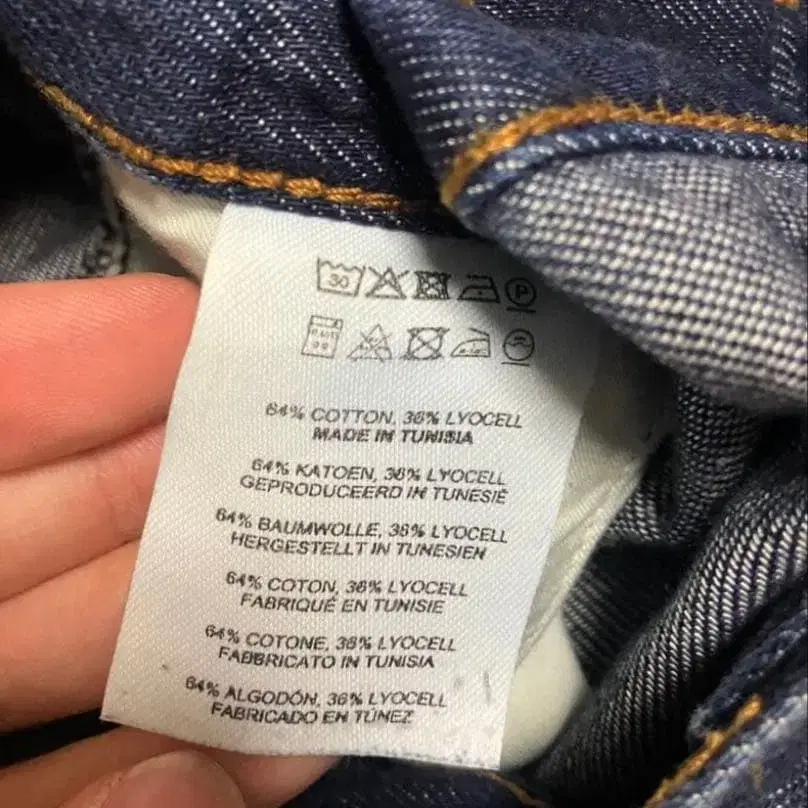 30 P
64% COTTON, 36% LYOCELL
MADE IN TUNISIA
64% KATOEN, 36% LYOCELL
GEPRODUCEERD IN TUNESIË
64% BAUMWOLLE, 36% LYOCELL
HERGESTELLT IN TUNESIEN
64% COTON, 36% LYOCELL
FABRIQUÉ EN TUNISIE
64% COTONE, 36% LYOCELL
FABBRICATO IN TUNISIA
64% ALGODÓN, 36% LYOCELL
FABRICADO EN TÚNEZ